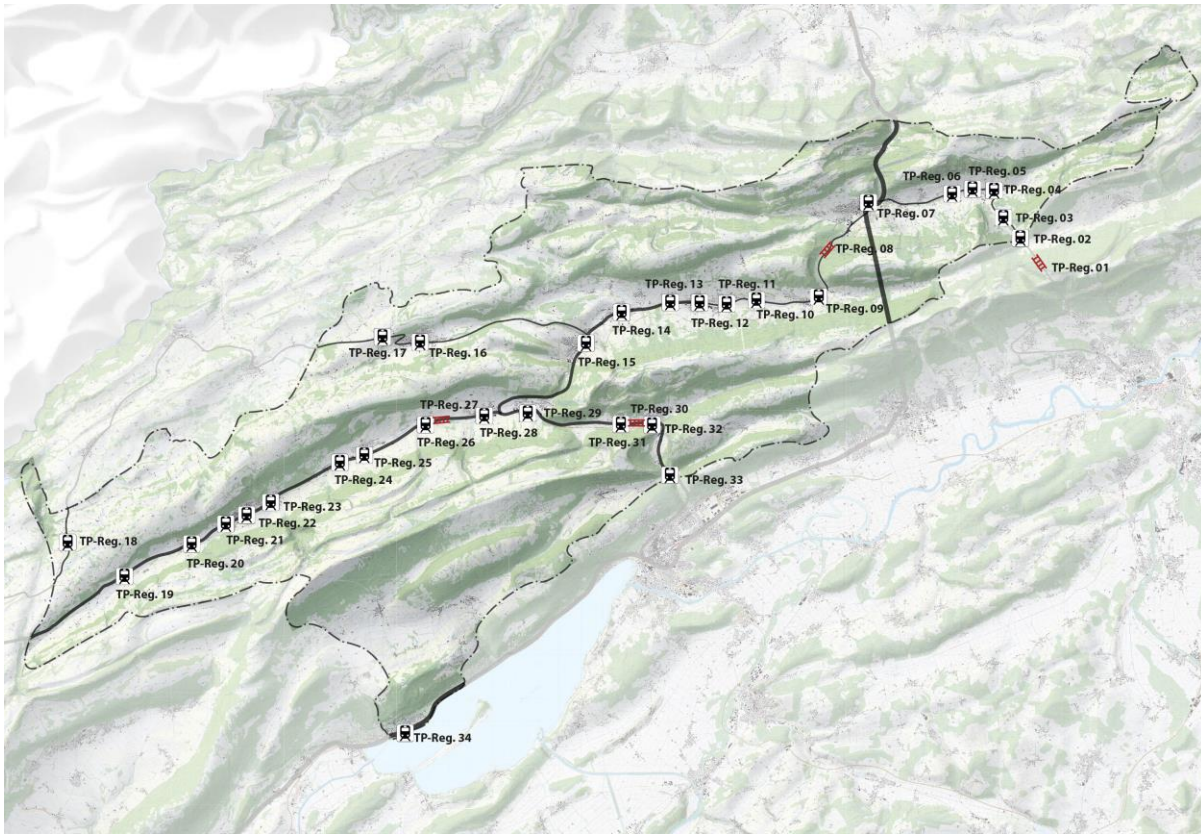 TP-Reg. 05
TP-Reg. 06
TP-Reg. 04
TP-Reg. 07
TP-Reg. 03
TP-Reg. 02
TP-Reg. 08
TP-Reg. 01
TP-Reg. 13
TP-Reg. 11
TP-Reg. 09
TP-Reg. 10
TP-Reg. 12
TP-Reg. 14
TP-Reg. 17
TP-Reg. 16
TP-Reg. 15
TP-Reg. 27
TP-Reg. 29
TP-Reg. 30
TP-Reg. 28
TP-Reg. 26
TP-Reg. 31
TP-Reg. 32
TP-Reg. 25
TP-Reg. 24
TP-Reg. 33
TP-Reg. 23
TP-Reg. 22
TP-Reg. 21
TP-Reg. 18
TP-Reg. 20
TP-Reg. 19
TP-Reg. 34